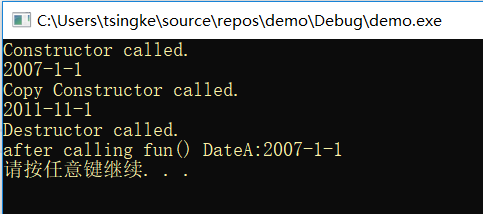 C:\Users\tsingke\source\repos\demo\Debug\demo.exe
Constructor called.
2007-1-1
Copy Constructor called.
2011-11-1
Destructor called.
after calling fun() DateA:2007-1-1
请按任意键继续. . .